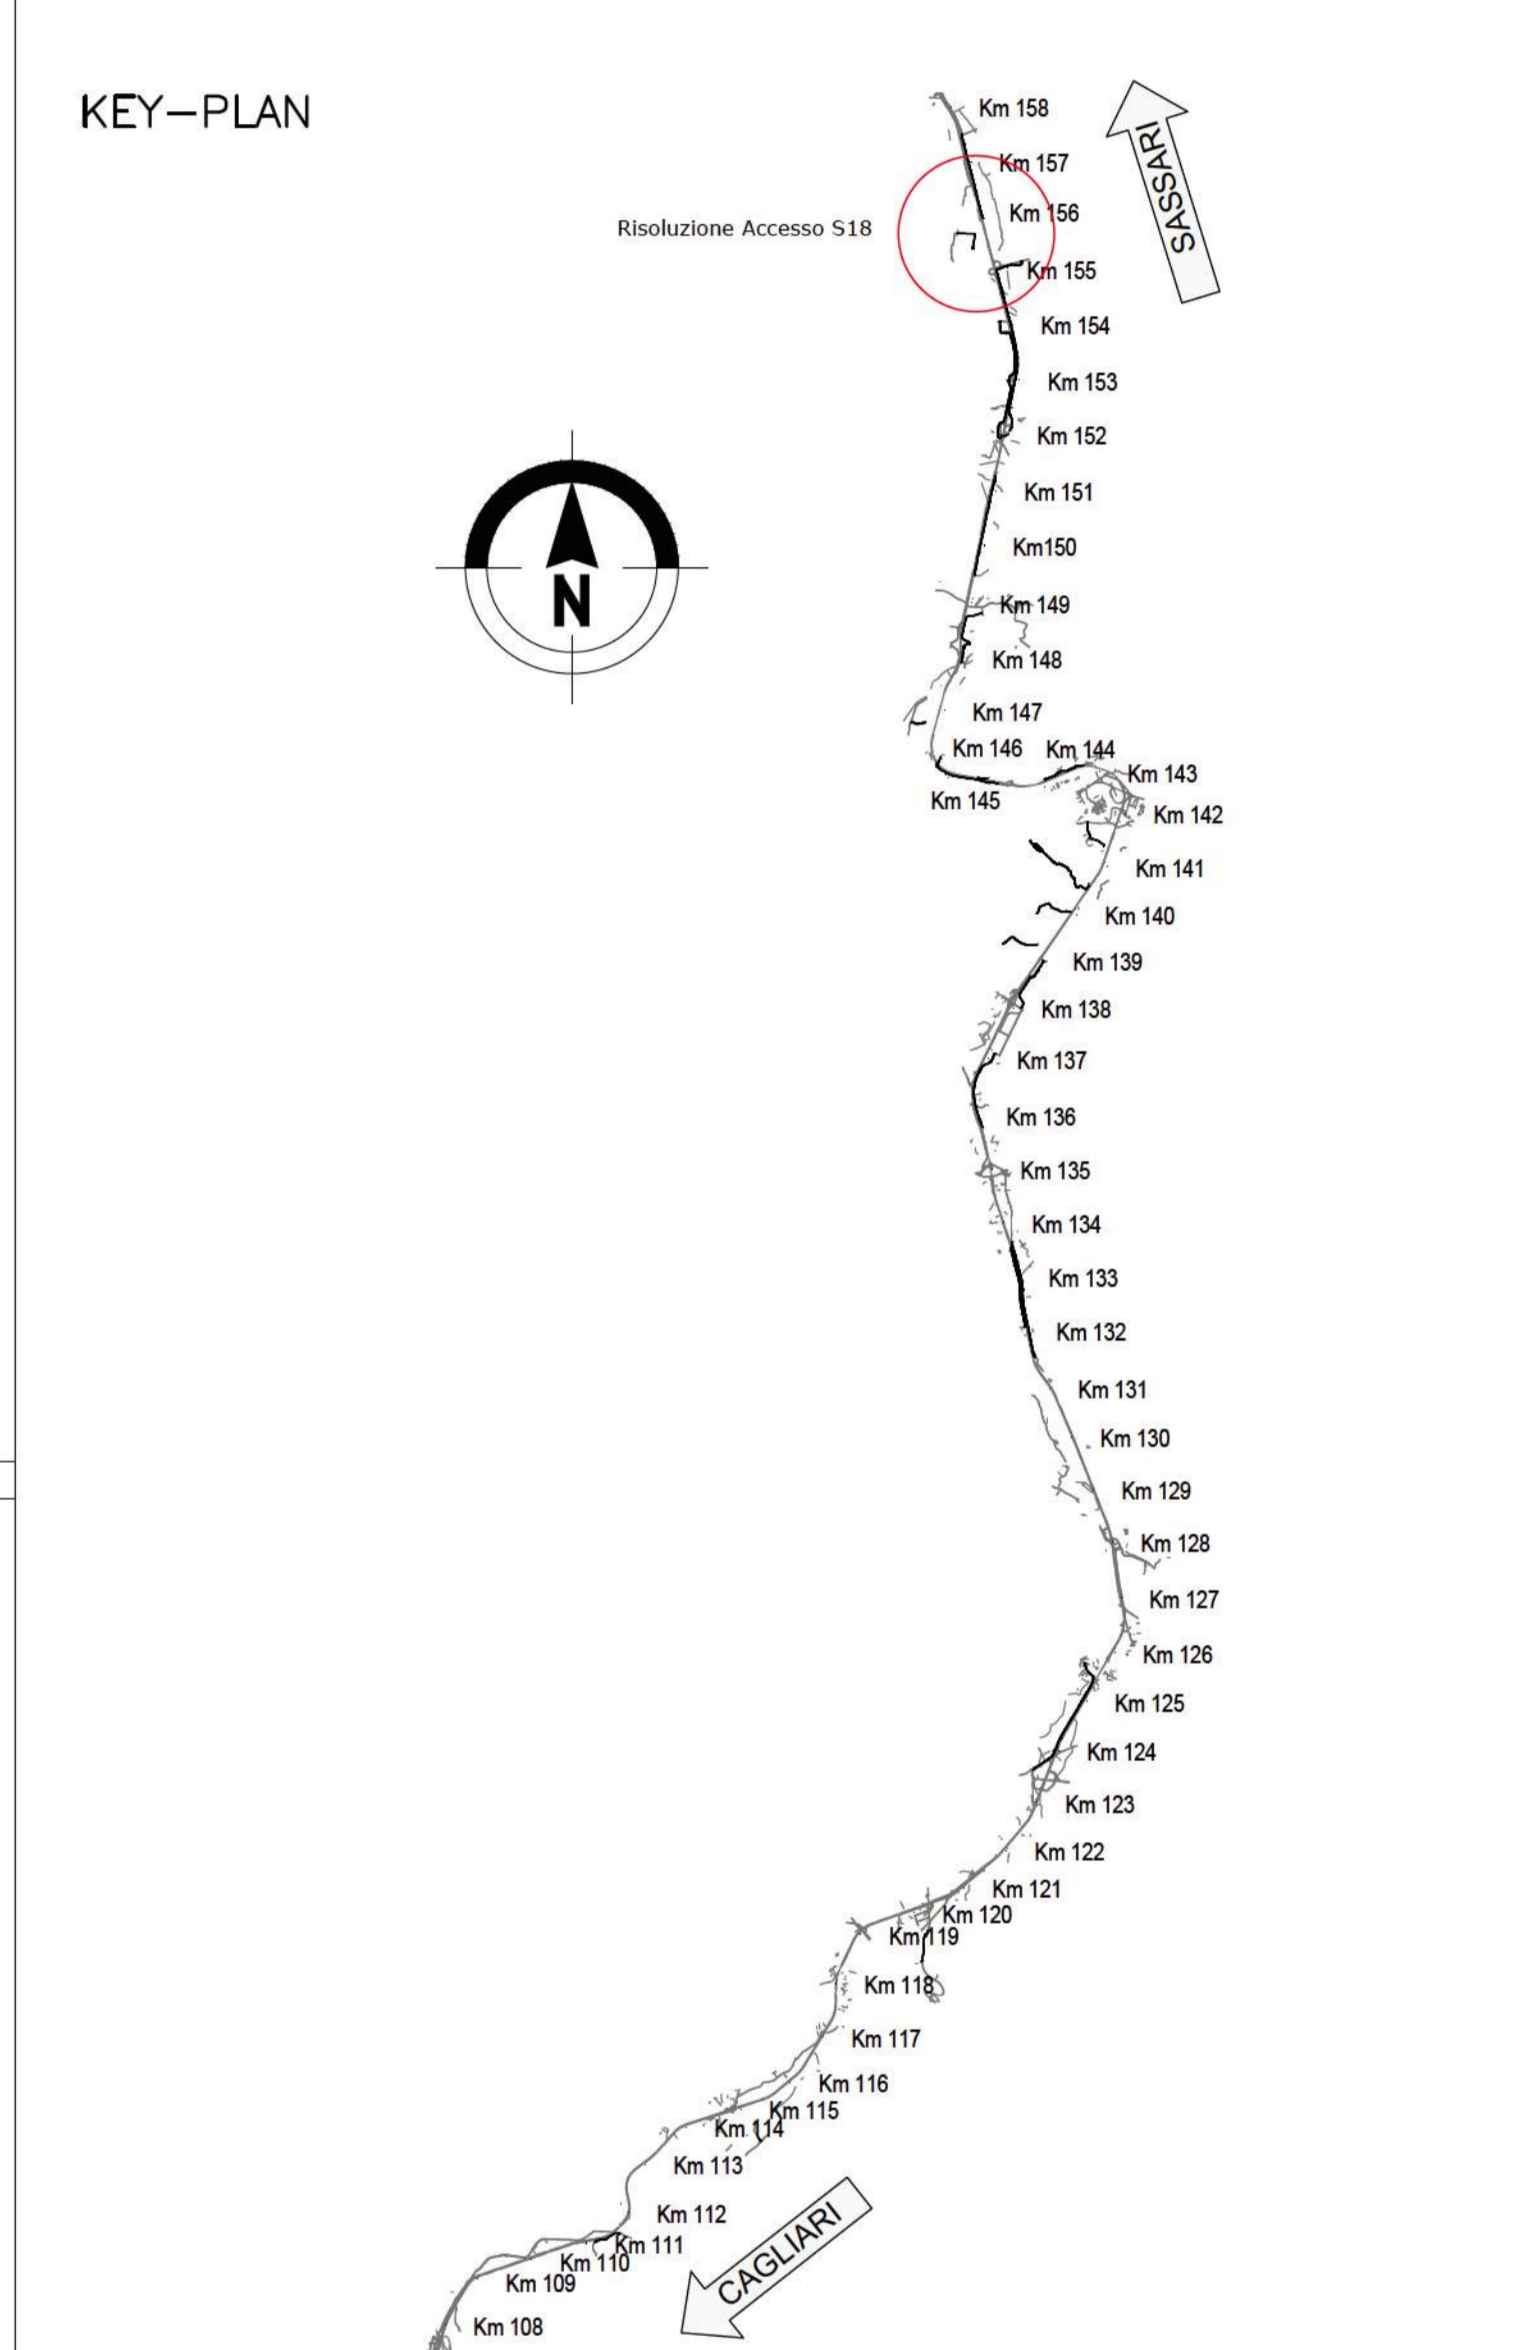 KEY-PLAN
Km 158
SASSARI
Km 157
Km 156
Risoluzione Accesso S18
Km 155
Km 154
Km 153
Km 152
Km 151
Km150
N
Km 149
Km 148
Km 147
Km 146
Km 144
Km 143
Km 145
Km 142
Km 141
Km 140
Km 139
Km 138
Km 137
Km 136
Km 135
Km 134
Km 133
Km 132
Km 131
Km 130
Km 129
Km 128
Km 127
Km 126
Km 125
Km 124
Km 123
Km 122
Km 121
Km 120
Km 119
Km 118
Km 117
Km 116
Km 115
Km 114
Km 113
Km 112
Km 111
Km 110
Km 109
CAGLIARI
Km 108